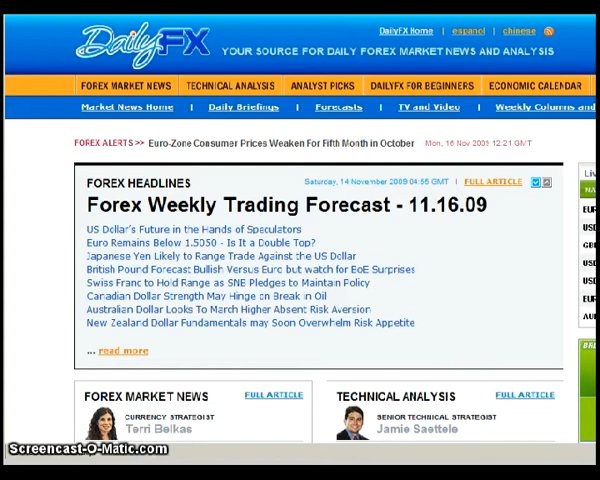 DailyFX
DailyFX Home | español | chinese
YOUR SOURCE FOR DAILY FOREX MARKET NEWS AND ANALYSIS
FOREX MARKET NEWS | TECHNICAL ANALYSIS | ANALYST PICKS | DAILYFX FOR BEGINNERS | ECONOMIC CALENDAR
Market News Home | Daily Briefings | Forecasts | TV and Video | Weekly Columns and
FOREX ALERTS >> Euro-Zone Consumer Prices Weaken For Fifth Month in October Mon, 16 Nov 2009 12:21 GMT
FOREX HEADLINES Saturday, 14 November 2009 04:55 GMT | FULL ARTICLE
Forex Weekly Trading Forecast - 11.16.09
US Dollar's Future in the Hands of Speculators
Euro Remains Below 1.5050 - Is it a Double Top?
Japanese Yen Likely to Range Trade Against the US Dollar
British Pound Forecast Bullish Versus Euro but watch for BoE Surprises
Swiss Franc to Hold Range as SNB Pledges to Maintain Policy
Canadian Dollar Strength May Hinge on Break in Oil
Australian Dollar Looks To March Higher Absent Risk Aversion
New Zealand Dollar Fundamentals may Soon Overwhelm Risk Appetite
... read more
Liv
NA
EUR
USD
GB
USD
USD
EUR
AU
FOREX MARKET NEWS FULL ARTICLE
CURRENCY STRATEGIST
Terri Belkas
TECHNICAL ANALYSIS FULL ARTICLE
SENIOR TECHNICAL STRATEGIST
Jamie Saettele
Screencast-O-Matic.com